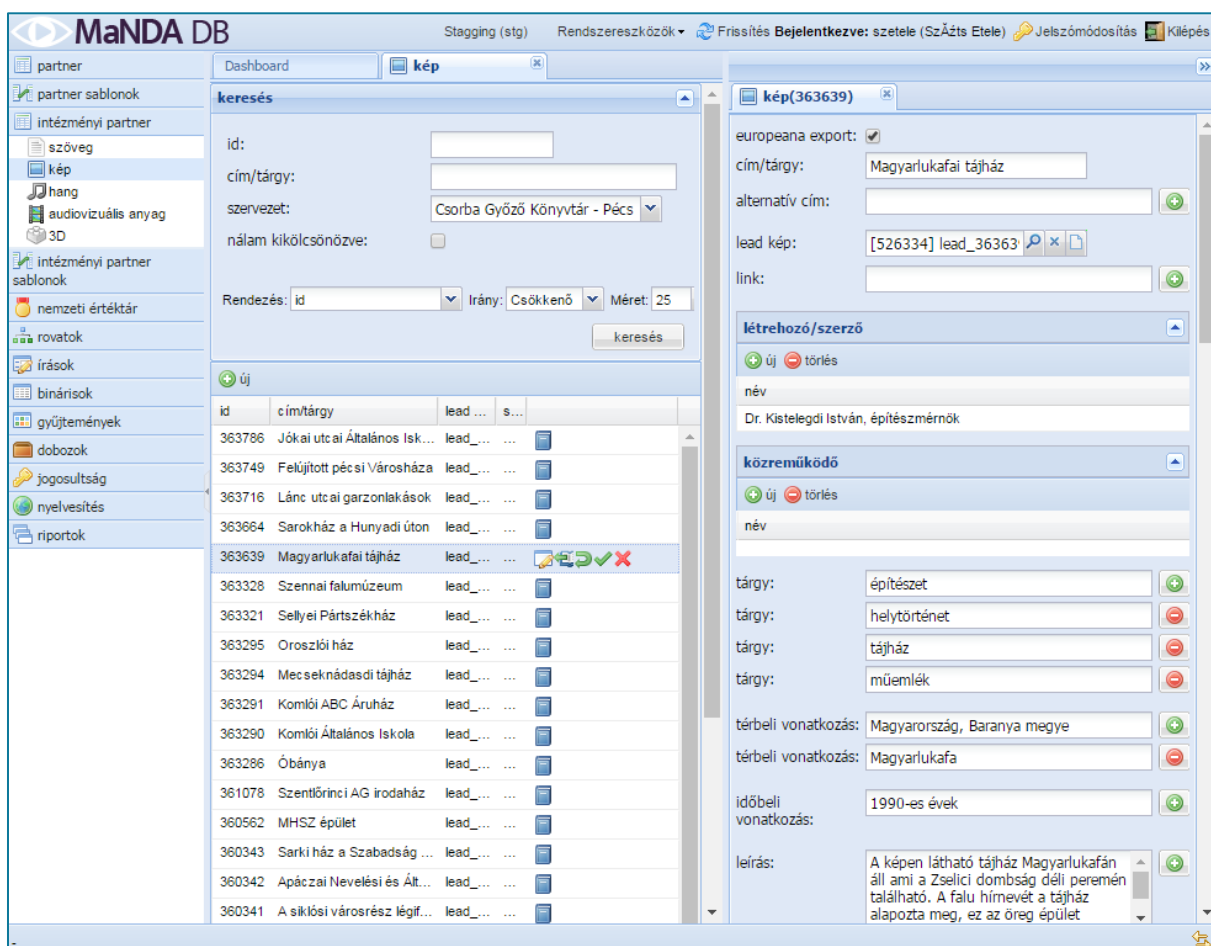 MaNDA DB
Stagging (stg) Rendszereszközök Frissítés Bejelentkezve: szetele (SzĂźts Etele) Jelszómódosítás Kilépés
partner
partner sablonok
intézményi partner
szöveg
kép
hang
audiovizuális anyag
3D
intézményi partner
sablonok
nemzeti értéktár
rovatok
írások
binárisok
gyűjtemények
dobozok
jogosultság
nyelvesítés
riportok
Dashboard kép
keresés
id:
cím/tárgy:
szervezet: Csorba Győző Könyvtár - Pécs
nálam kikölcsönözve:
Rendezés: id Irány: Csökkenő Méret: 25
keresés
új
id cím/tárgy lead ... s...
363786 Jókai utcai Általános Isk... lead_... ...
363749 Felújított pécsi Városháza lead_... ...
363716 Lánc utcai garzonlakások lead_... ...
363664 Sarokház a Hunyadi úton lead_... ...
363639 Magyarlukafai tájház lead_... ...
363328 Szennai falumúzeum lead_... ...
363321 Sellyei Pártszékház lead_... ...
363295 Oroszlói ház lead_... ...
363294 Mecseknádasdi tájház lead_... ...
363291 Komlói ABC Áruház lead_... ...
363290 Komlói Általános Iskola lead_... ...
363286 Óbánya lead_... ...
361078 Szentlőrinci AG irodaház lead_... ...
360562 MHSZ épület lead_... ...
360343 Sarki ház a Szabadság ... lead_... ...
360342 Apáczai Nevelési és Ált... lead_... ...
360341 A siklósi városrész légif... lead_... ...
kép(363639)
europeana export:
cím/tárgy: Magyarlukafai tájház
alternatív cím:
lead kép: [526334] lead_36363
link:
létrehozó/szerző
új törlés
név
Dr. Kistelegdi István, építészmérnök
közreműködő
új törlés
név
tárgy: építészet
tárgy: helytörténet
tárgy: tájház
tárgy: műemlék
térbeli vonatkozás: Magyarország, Baranya megye
térbeli vonatkozás: Magyarlukafa
időbeli
vonatkozás: 1990-es évek
leírás: A képen látható tájház Magyarlukafán
áll ami a Zselici dombság déli peremén
található. A falu hírnevét a tájház
alapozta meg, ez az öreg épület